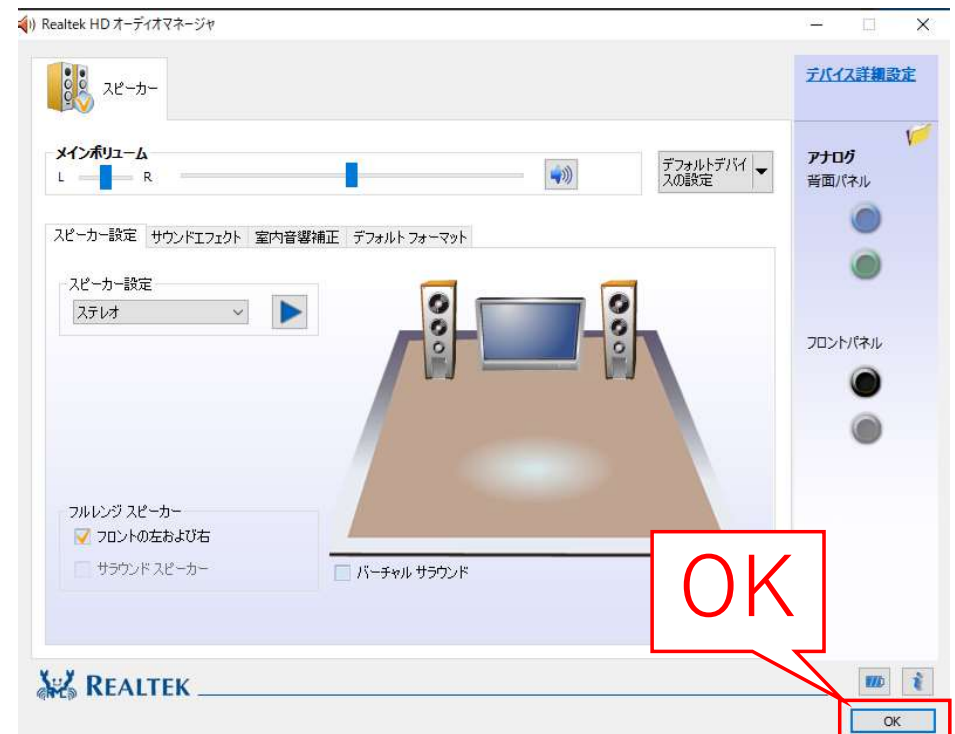 Realtek HD オーディオマネージャ
スピーカー
デバイス詳細設定
メインボリューム
L R
デフォルトデバイ
スの設定
アナログ
背面パネル
スピーカー設定 サウンドエフェクト 室内音響補正 デフォルト フォーマット
スピーカー設定
ステレオ
フロントパネル
フルレンジ スピーカー
フロントの左および右
サラウンド スピーカー
バーチャル サラウンド
OK
REALTEK
i
OK